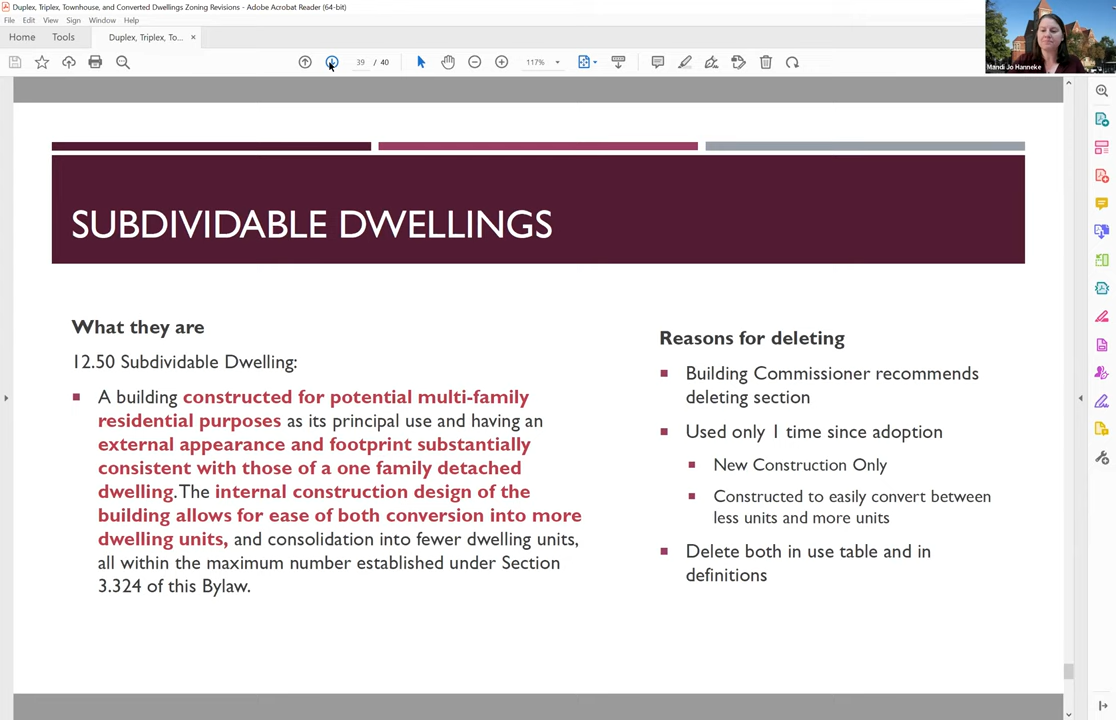 Duplex, Triplex, Townhouse, and Converted Dwellings Zoning Revisions - Adobe Acrobat Reader (64-bit)
File Edit View Sign Window Help
Home Tools Duplex, Triplex, To... ×
39 / 40 117%
Mandi Jo Hanneke
SUBDIVIDABLE DWELLINGS
What they are
12.50 Subdividable Dwelling:
A building constructed for potential multi-family
residential purposes as its principal use and having an
external appearance and footprint substantially
consistent with those of a one family detached
dwelling. The internal construction design of the
building allows for ease of both conversion into more
dwelling units, and consolidation into fewer dwelling units,
all within the maximum number established under Section
3.324 of this Bylaw.
Reasons for deleting
Building Commissioner recommends
deleting section
Used only 1 time since adoption
New Construction Only
Constructed to easily convert between
less units and more units
Delete both in use table and in
definitions